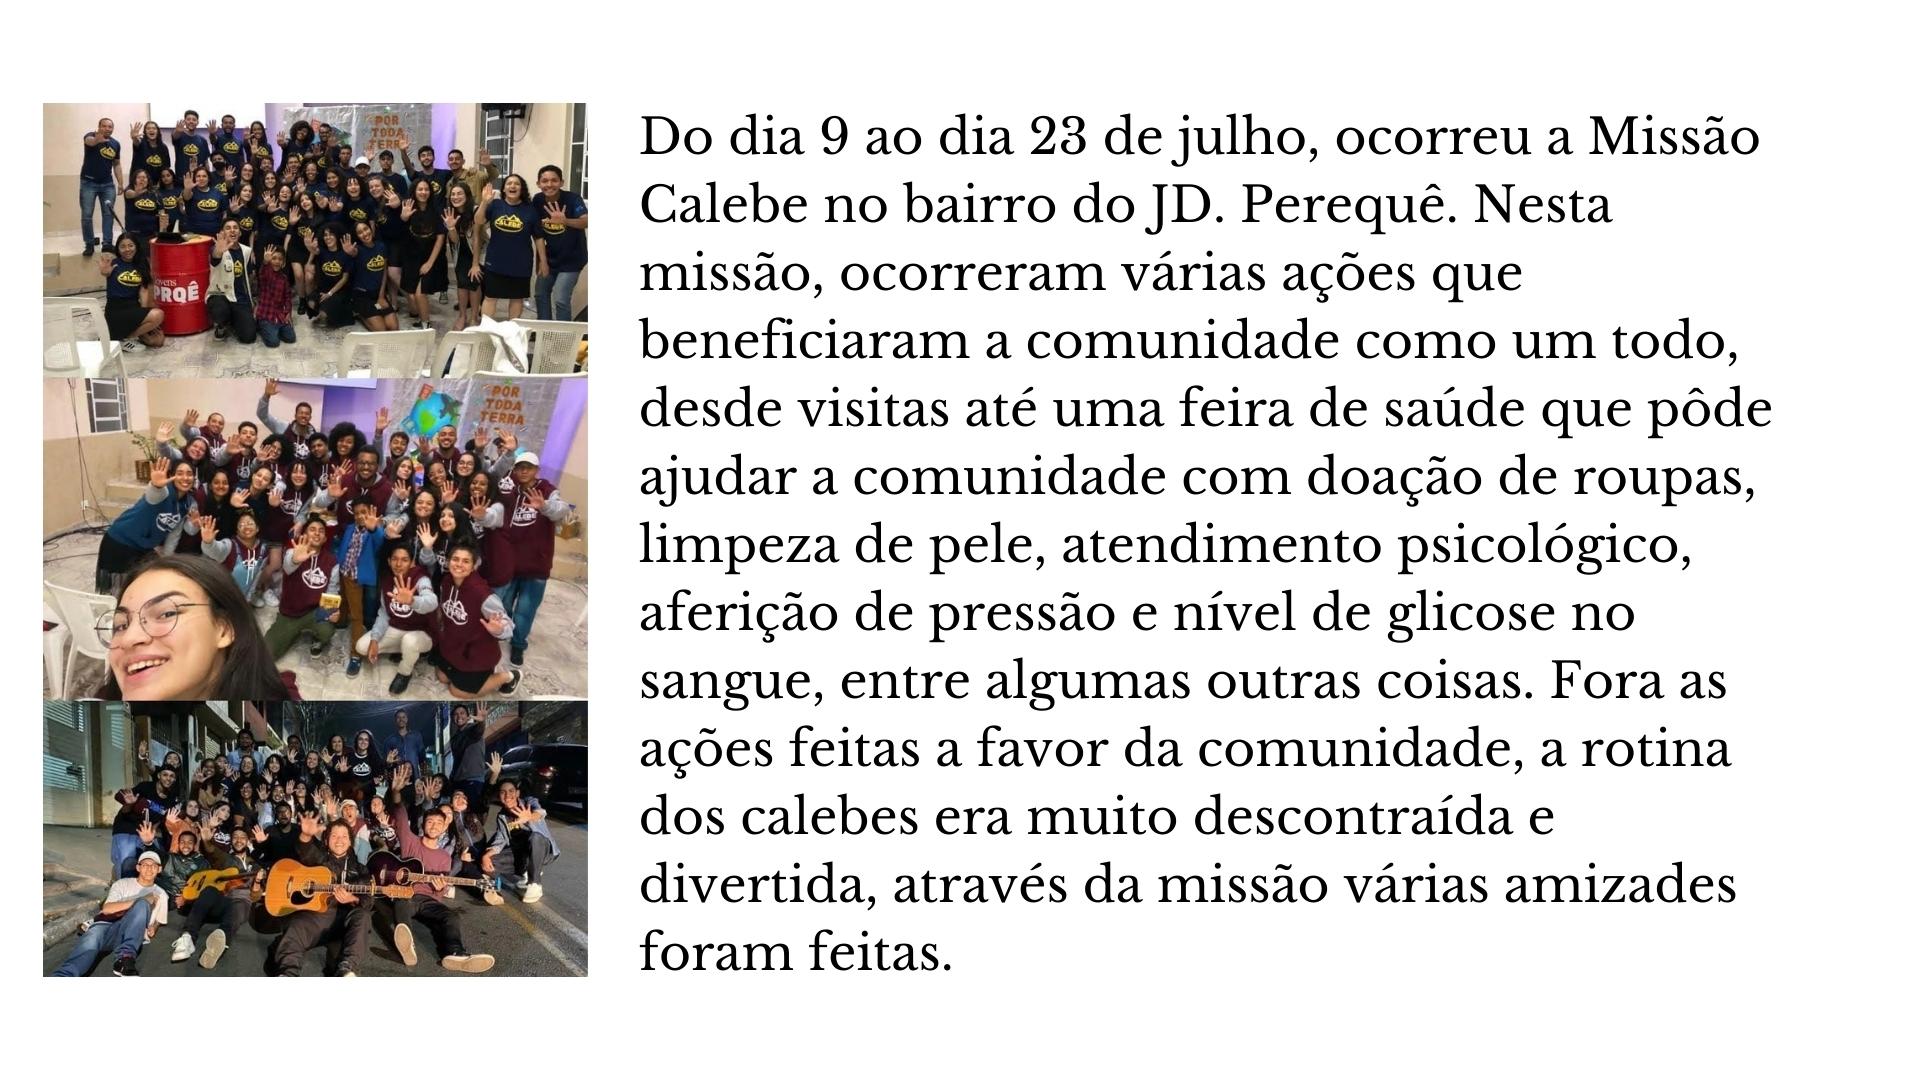 POR
TODA
TERRA
CALEBE
Jovens
PRQÊ
POR
TODA
TERRA
CALEBE
Do dia 9 ao dia 23 de julho, ocorreu a Missão
Calebe no bairro do JD. Perequê. Nesta
missão, ocorreram várias ações que
beneficiaram a comunidade como um todo,
desde visitas até uma feira de saúde que pôde
ajudar a comunidade com doação de roupas,
limpeza de pele, atendimento psicológico,
aferição de pressão e nível de glicose no
sangue, entre algumas outras coisas. Fora as
ações feitas a favor da comunidade, a rotina
dos calebes era muito descontraída e
divertida, através da missão várias amizades
foram feitas.